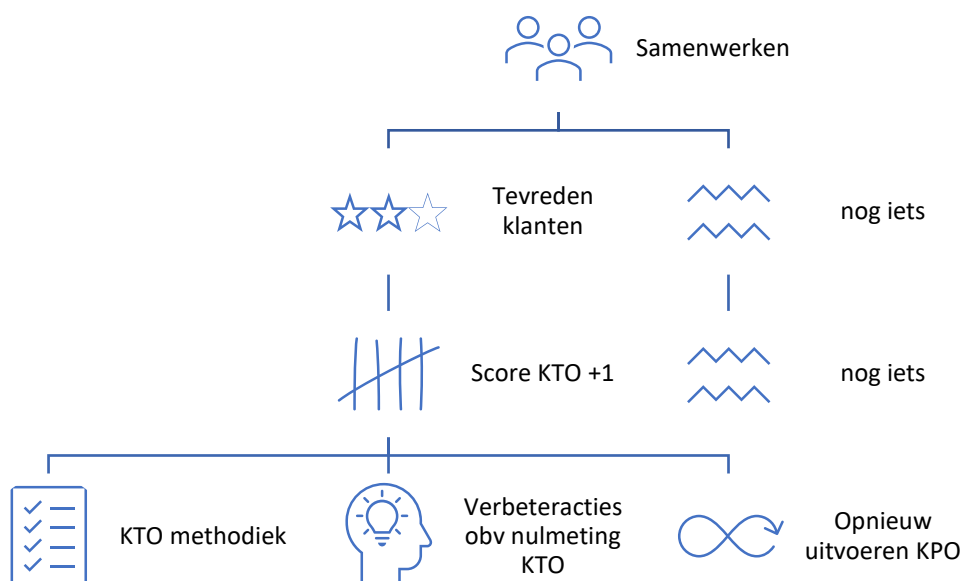 Samenwerken
Tevreden
klanten
nog iets
Score KTO +1
nog iets
KTO methodiek
Verbeteracties
obv nulmeting
KTO
Opnieuw
uitvoeren KPO